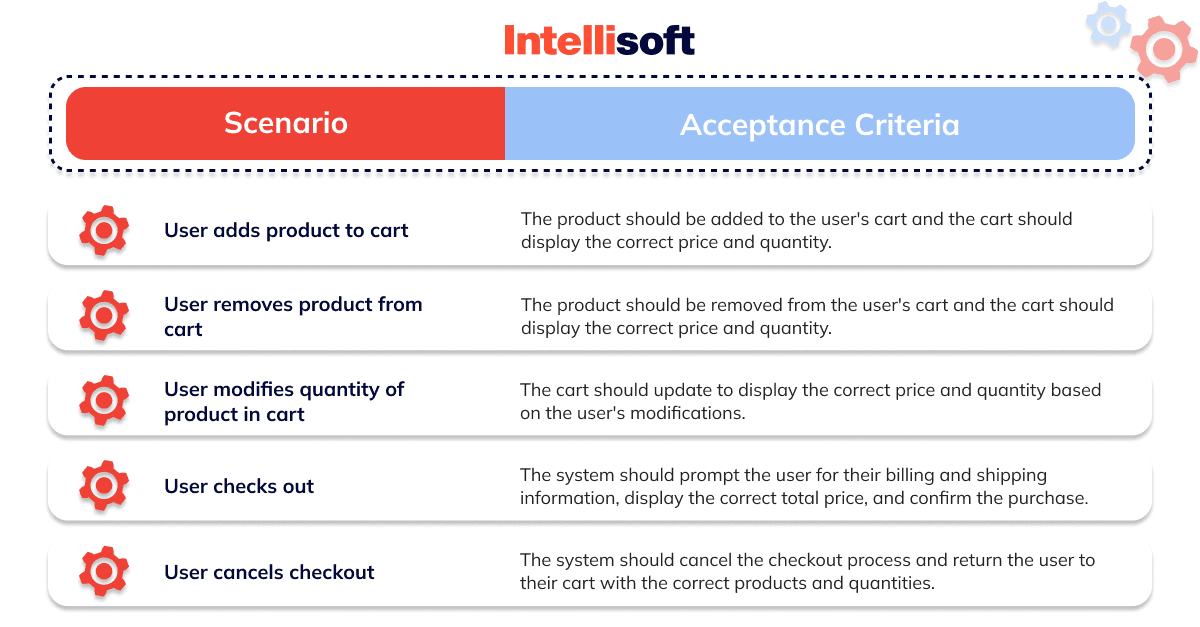 Intellisoft
Scenario
Acceptance Criteria
User adds product to cart
The product should be added to the user's cart and the cart should
display the correct price and quantity.
User removes product from
cart
The product should be removed from the user's cart and the cart should
display the correct price and quantity.
User modifies quantity of
product in cart
The cart should update to display the correct price and quantity based
on the user's modifications.
User checks out
The system should prompt the user for their billing and shipping
information, display the correct total price, and confirm the purchase.
User cancels checkout
The system should cancel the checkout process and return the user to
their cart with the correct products and quantities.